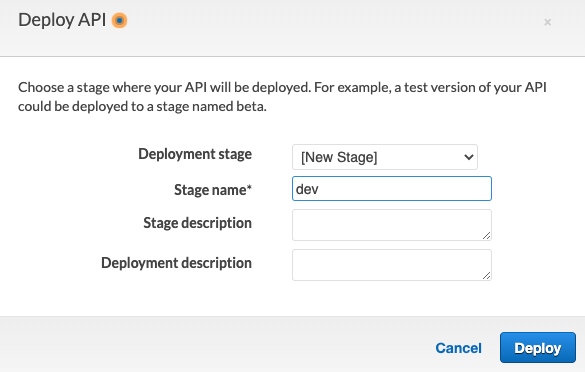 Deploy API
×
Choose a stage where your API will be deployed. For example, a test version of your API
could be deployed to a stage named beta.
Deployment stage [New Stage]
Stage name* dev
Stage description
Deployment description
Cancel Deploy